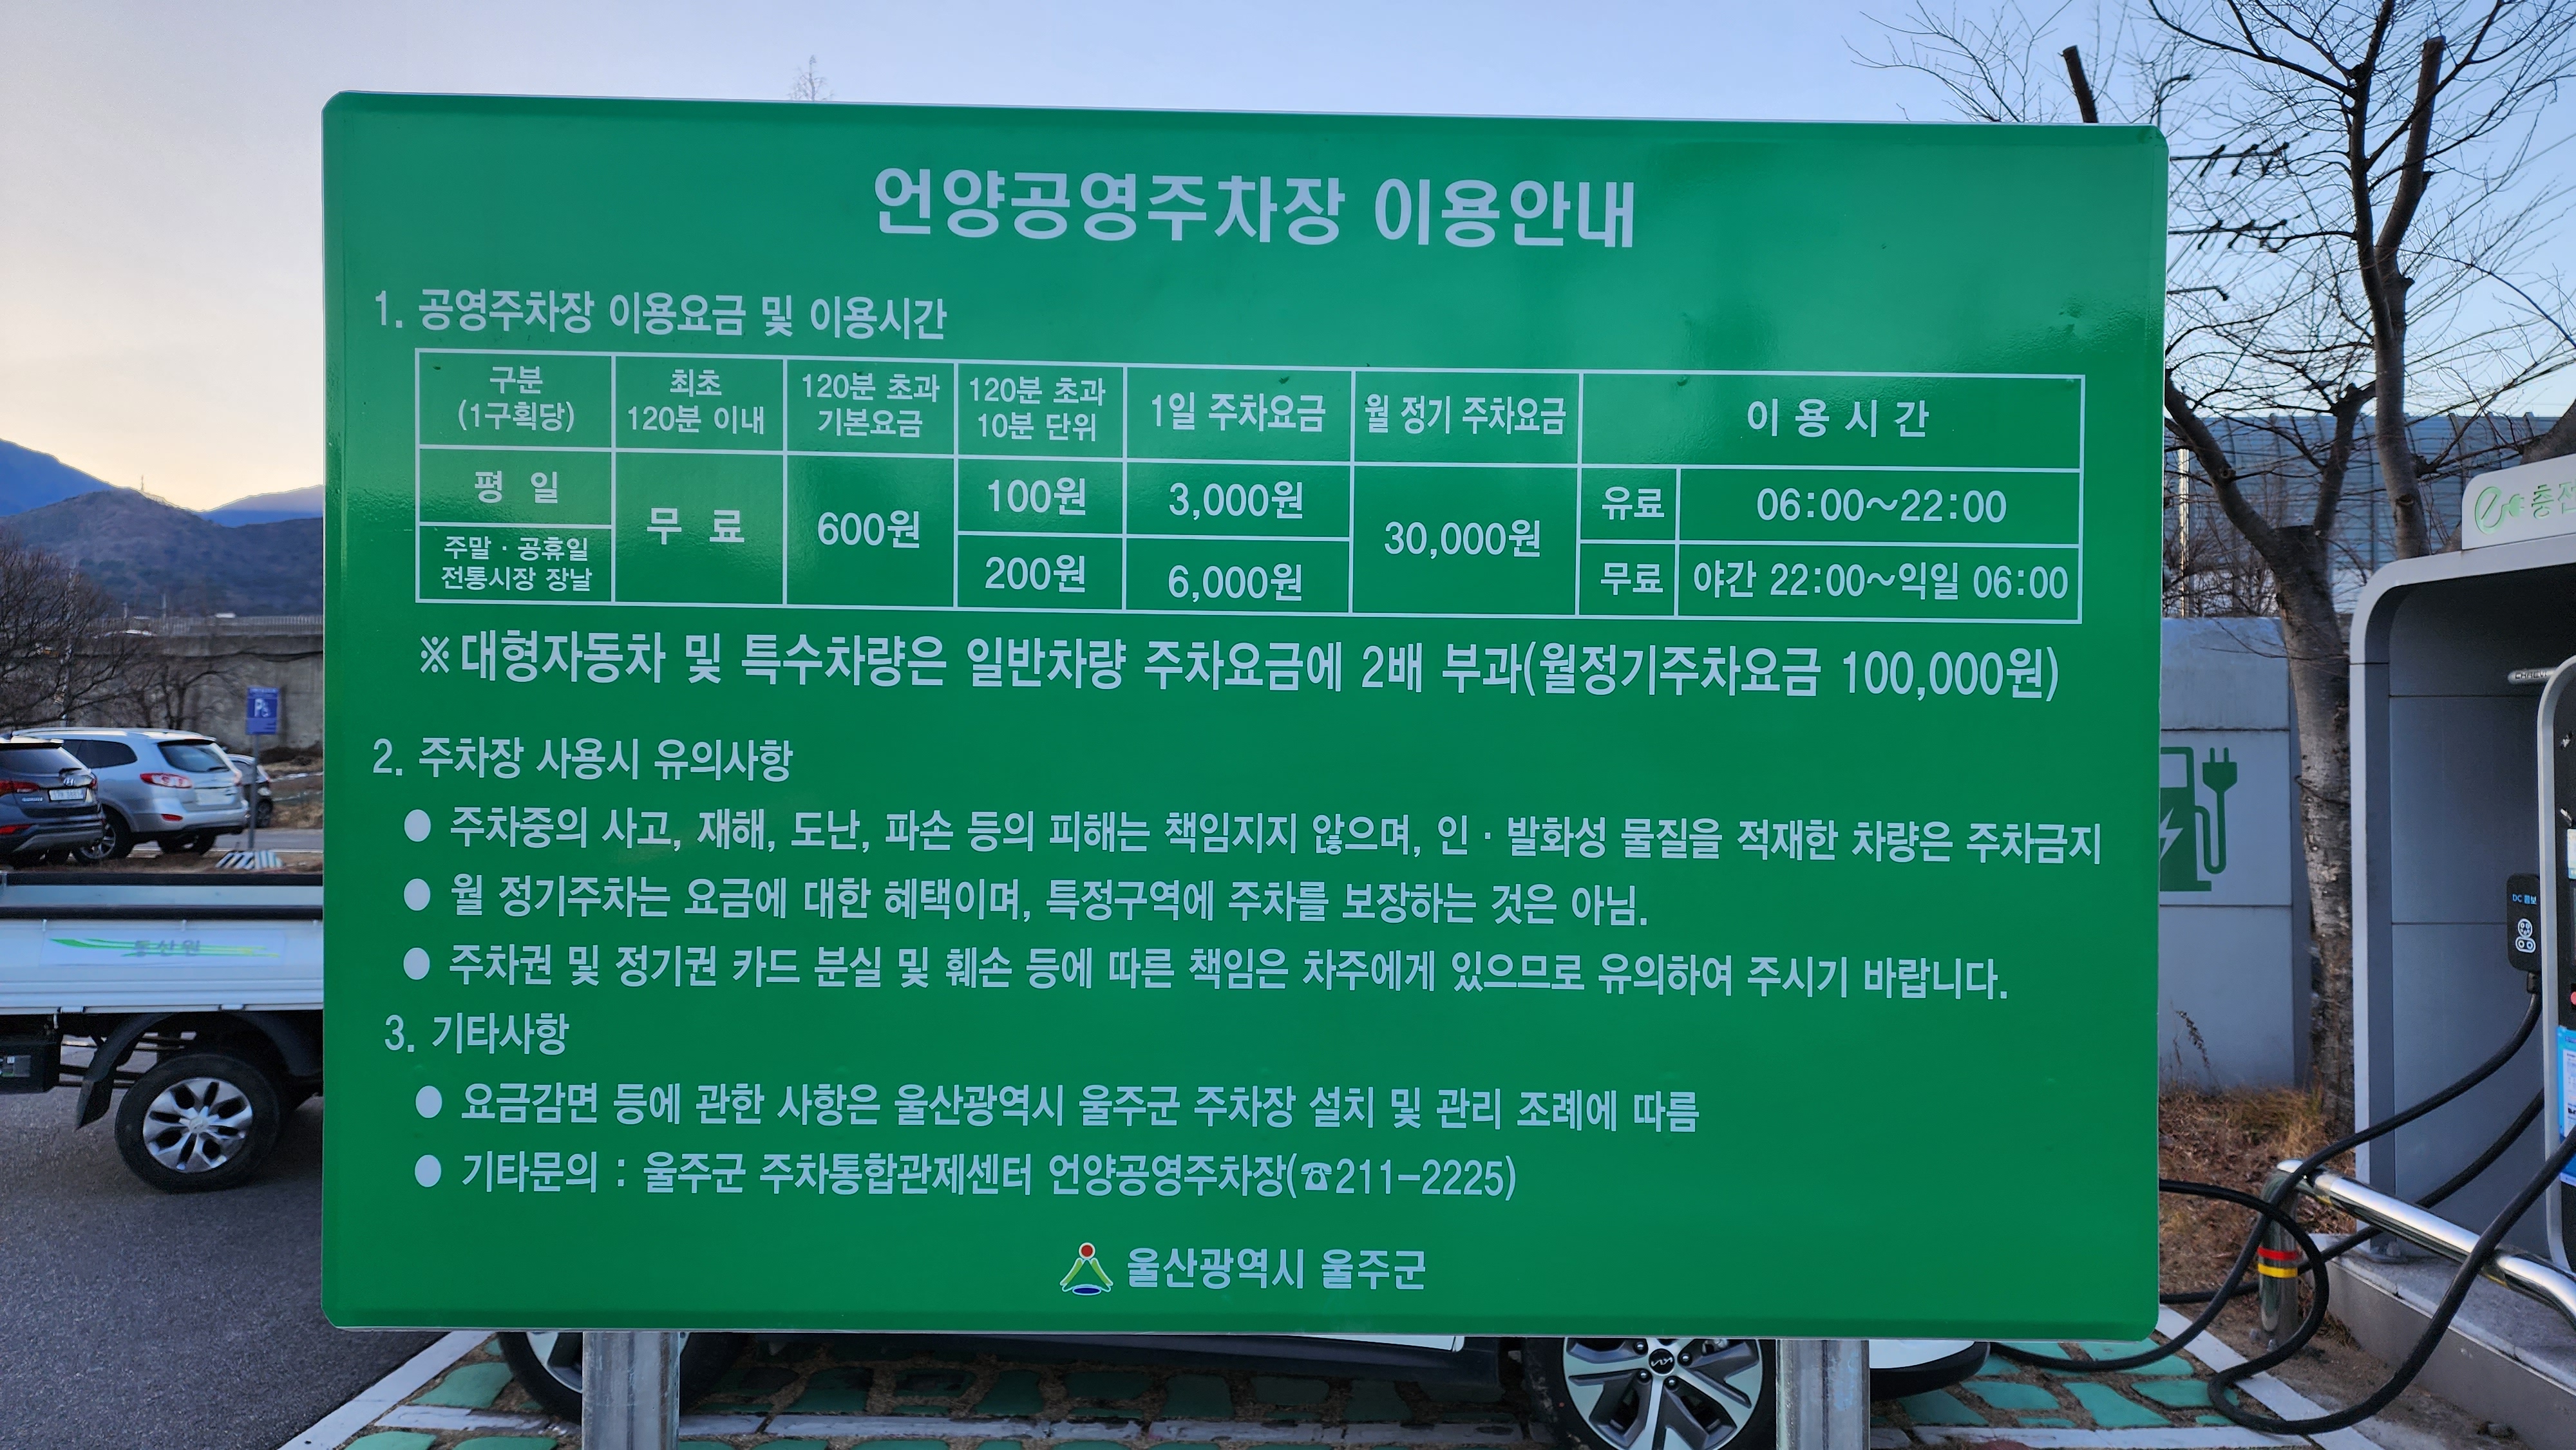 언양공영주차장 이용안내
1. 공영주차장 이용요금 및 이용시간
구분 (1구획당) 최초 120분 이내 120분 초과 기본요금 120분 초과 10분 단위 1일 주차요금 월 정기 주차요금 이 용 시 간
평 일 무 료 600원 100원 3,000원 30,000원 유료 06:00~22:00
주말 · 공휴일 전통시장 장날 200원 6,000원 무료 야간 22:00~익일 06:00
※대형자동차 및 특수차량은 일반차량 주차요금에 2배 부과(월정기주차요금 100,000원)
2. 주차장 사용시 유의사항
● 주차중의 사고, 재해, 도난, 파손 등의 피해는 책임지지 않으며, 인 · 발화성 물질을 적재한 차량은 주차금지
● 월 정기주차는 요금에 대한 혜택이며, 특정구역에 주차를 보장하는 것은 아님.
● 주차권 및 정기권 카드 분실 및 훼손 등에 따른 책임은 차주에게 있으므로 유의하여 주시기 바랍니다.
3. 기타사항
● 요금감면 등에 관한 사항은 울산광역시 울주군 주차장 설치 및 관리 조례에 따름
● 기타문의 : 울주군 주차통합관제센터 언양공영주차장(☎211-2225)
울산광역시 울주군
DC 콤보
KIA